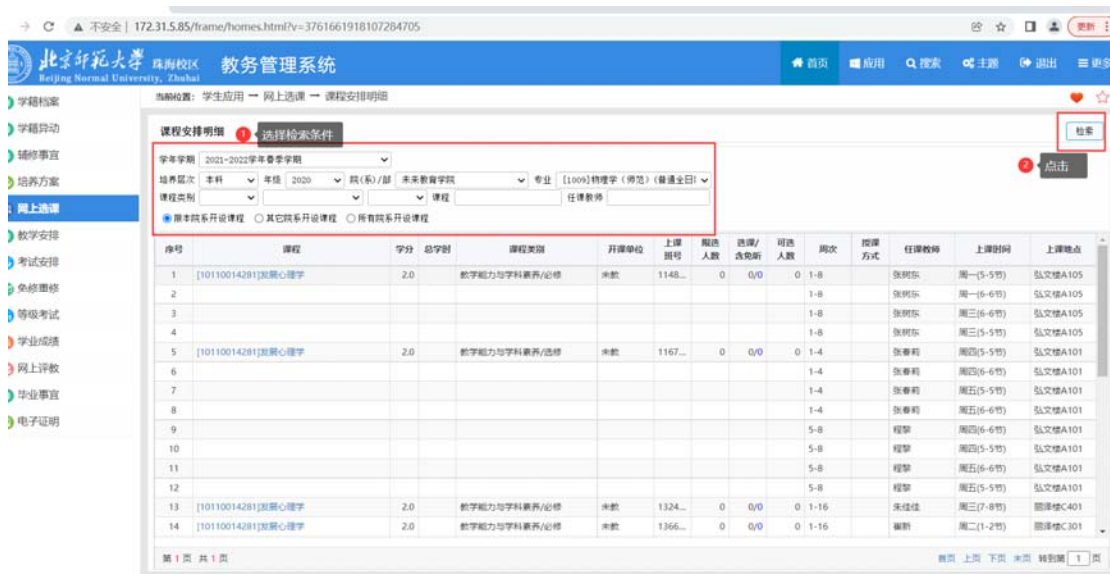 不安全 | 172.31.5.85/frame/homes.html?v=3761661918107284705
更新
北京师范大学 珠海校区 教务管理系统
Beijing Normal University, Zhuhai
首页 应用 搜索 主题 退出 更多
当前位置： 学生应用 → 网上选课 → 课程安排明细
学籍档案
学籍异动
辅修事宜
培养方案
网上选课
教学安排
考试安排
免修重修
等级考试
学业成绩
网上评教
毕业事宜
电子证明
课程安排明细 1 选择检索条件 检索
2 点击
学年学期 2021-2022学年春季学期
培养层次 本科 年级 2020 院(系)/部 未来教育学院 专业 [1009]物理学（师范）(普通全日
课程类别 课程 任课教师
限本院系开设课程 其它院系开设课程 所有院系开设课程
序号 课程 学分 总学时 课程类别 开课单位 上课班号 限选人数 选课/含免听 可选人数 周次 授课方式 任课教师 上课时间 上课地点
1 [10110014281]发展心理学 2.0 教学能力与学科素养/必修 未教 1148... 0 0/0 0 1-8 张树东 周一(5-5节) 弘文楼A105
2 1-8 张树东 周一(6-6节) 弘文楼A105
3 1-8 张树东 周三(6-6节) 弘文楼A105
4 1-8 张树东 周三(5-5节) 弘文楼A105
5 [10110014281]发展心理学 2.0 教学能力与学科素养/选修 未教 1167... 0 0/0 0 1-4 张春莉 周四(5-5节) 弘文楼A101
6 1-4 张春莉 周四(6-6节) 弘文楼A101
7 1-4 张春莉 周五(5-5节) 弘文楼A101
8 1-4 张春莉 周五(6-6节) 弘文楼A101
9 5-8 程黎 周四(6-6节) 弘文楼A101
10 5-8 程黎 周四(5-5节) 弘文楼A101
11 5-8 程黎 周五(6-6节) 弘文楼A101
12 5-8 程黎 周五(5-5节) 弘文楼A101
13 [10110014281]发展心理学 2.0 教学能力与学科素养/必修 未教 1324... 0 0/0 0 1-16 朱佳佳 周三(7-8节) 丽泽楼C401
14 [10110014281]发展心理学 2.0 教学能力与学科素养/必修 未教 1366... 0 0/0 0 1-16 崔新 周二(1-2节) 丽泽楼C301
第 1 页 共 1 页 首页 上页 下页 末页 转到第 1 页